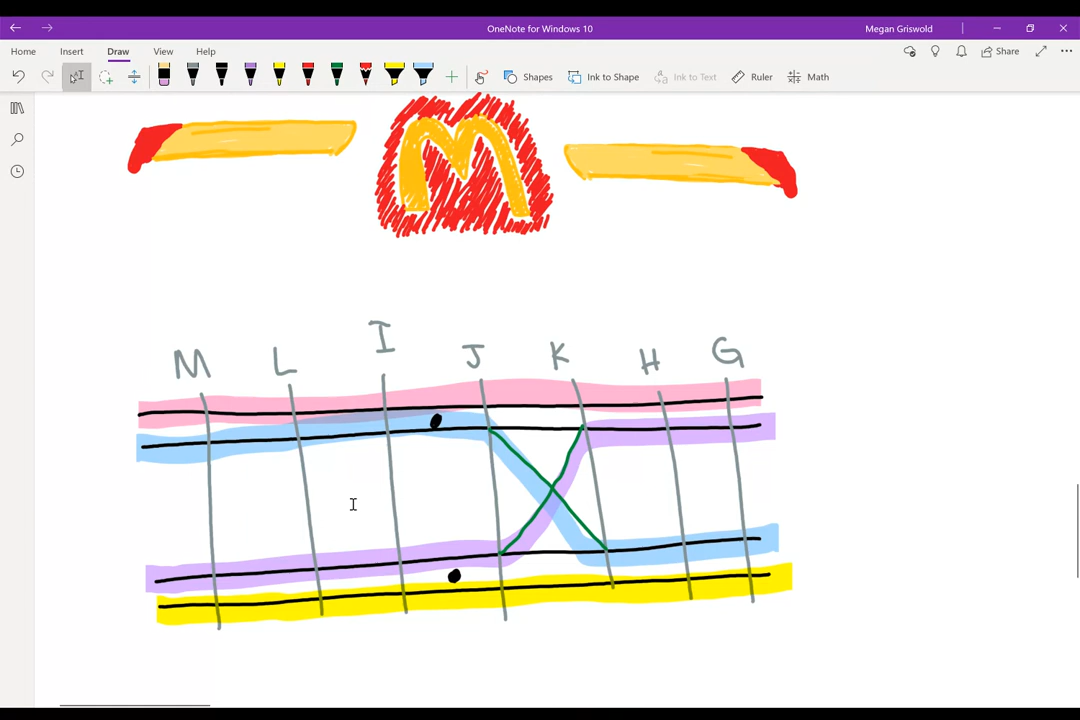 OneNote for Windows 10
Megan Griswold
Home Insert Draw View Help
Share
Shapes Ink to Shape Ink to Text Ruler Math
M
M L I J K H G